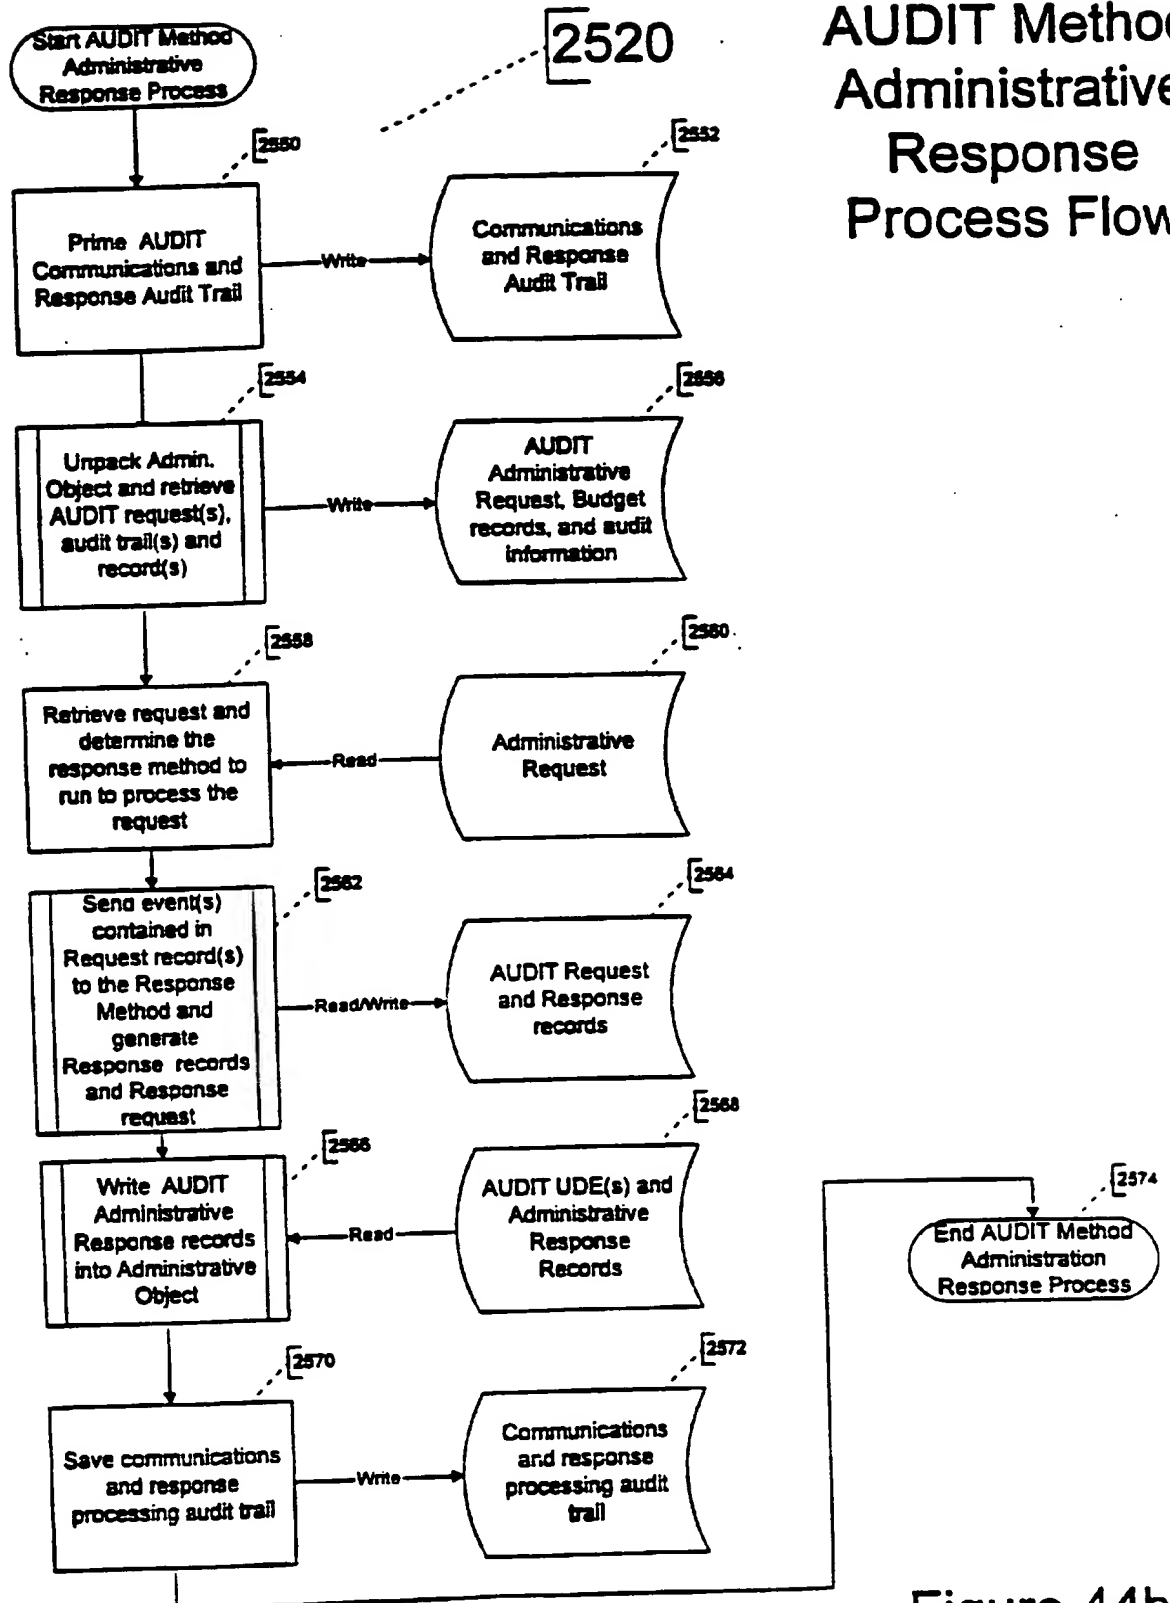 AUDIT Method
Administrative
Response
Process Flow
2520
Start AUDIT Method
Administrative
Response Process
2550
Prime AUDIT
Communications and
Response Audit Trail
Write
2552
Communications
and Response
Audit Trail
2554
Unpack Admin.
Object and retrieve
AUDIT request(s),
audit trail(s) and
record(s)
Write
2556
AUDIT
Administrative
Request, Budget
records, and audit
information
2558
Retrieve request and
determine the
response method to
run to process the
request
Read
2560
Administrative
Request
2562
Send event(s)
contained in
Request record(s)
to the Response
Method and
generate
Response records
and Response
request
Read/Write
2564
AUDIT Request
and Response
records
2566
Write AUDIT
Administrative
Response records
into Administrative
Object
Read
2568
AUDIT UDE(s) and
Administrative
Response
Records
2570
Save communications
and response
processing audit trail
Write
2572
Communications
and response
processing audit
trail
2574
End AUDIT Method
Administration
Response Process
Figure 44b